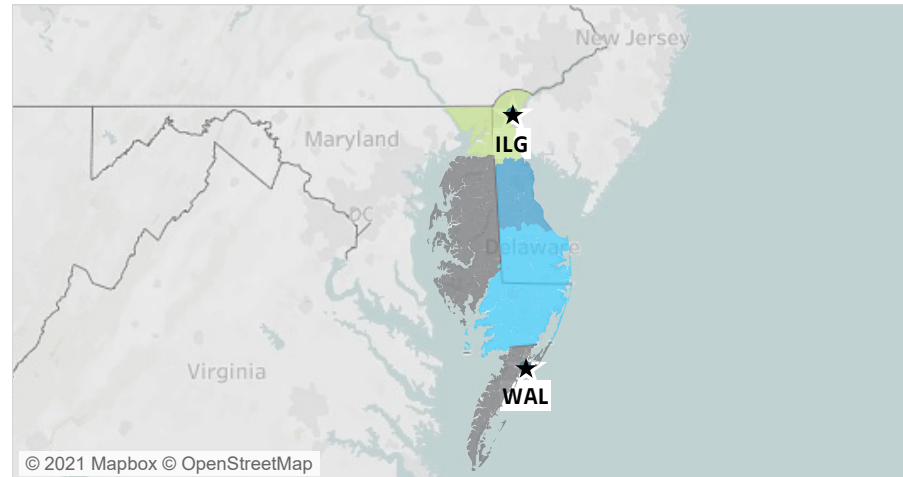 New Jersey
Maryland
ILG
DC
Delaware
Virginia
WAL
© 2021 Mapbox © OpenStreetMap